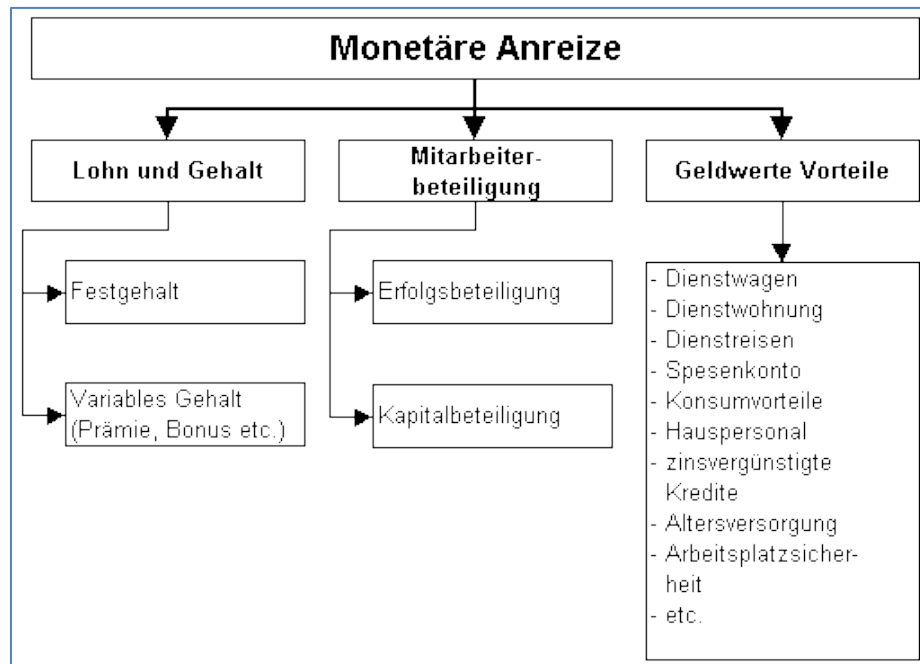 Monetäre Anreize
Lohn und Gehalt
Mitarbeiter-
beteiligung
Geldwerte Vorteile
Festgehalt
Variables Gehalt
(Prämie, Bonus etc.)
Erfolgsbeteiligung
Kapitalbeteiligung
- Dienstwagen
- Dienstwohnung
- Dienstreisen
- Spesenkonto
- Konsumvorteile
- Hauspersonal
- zinsvergünstigte
Kredite
- Altersversorgung
- Arbeitsplatzsicher-
heit
- etc.